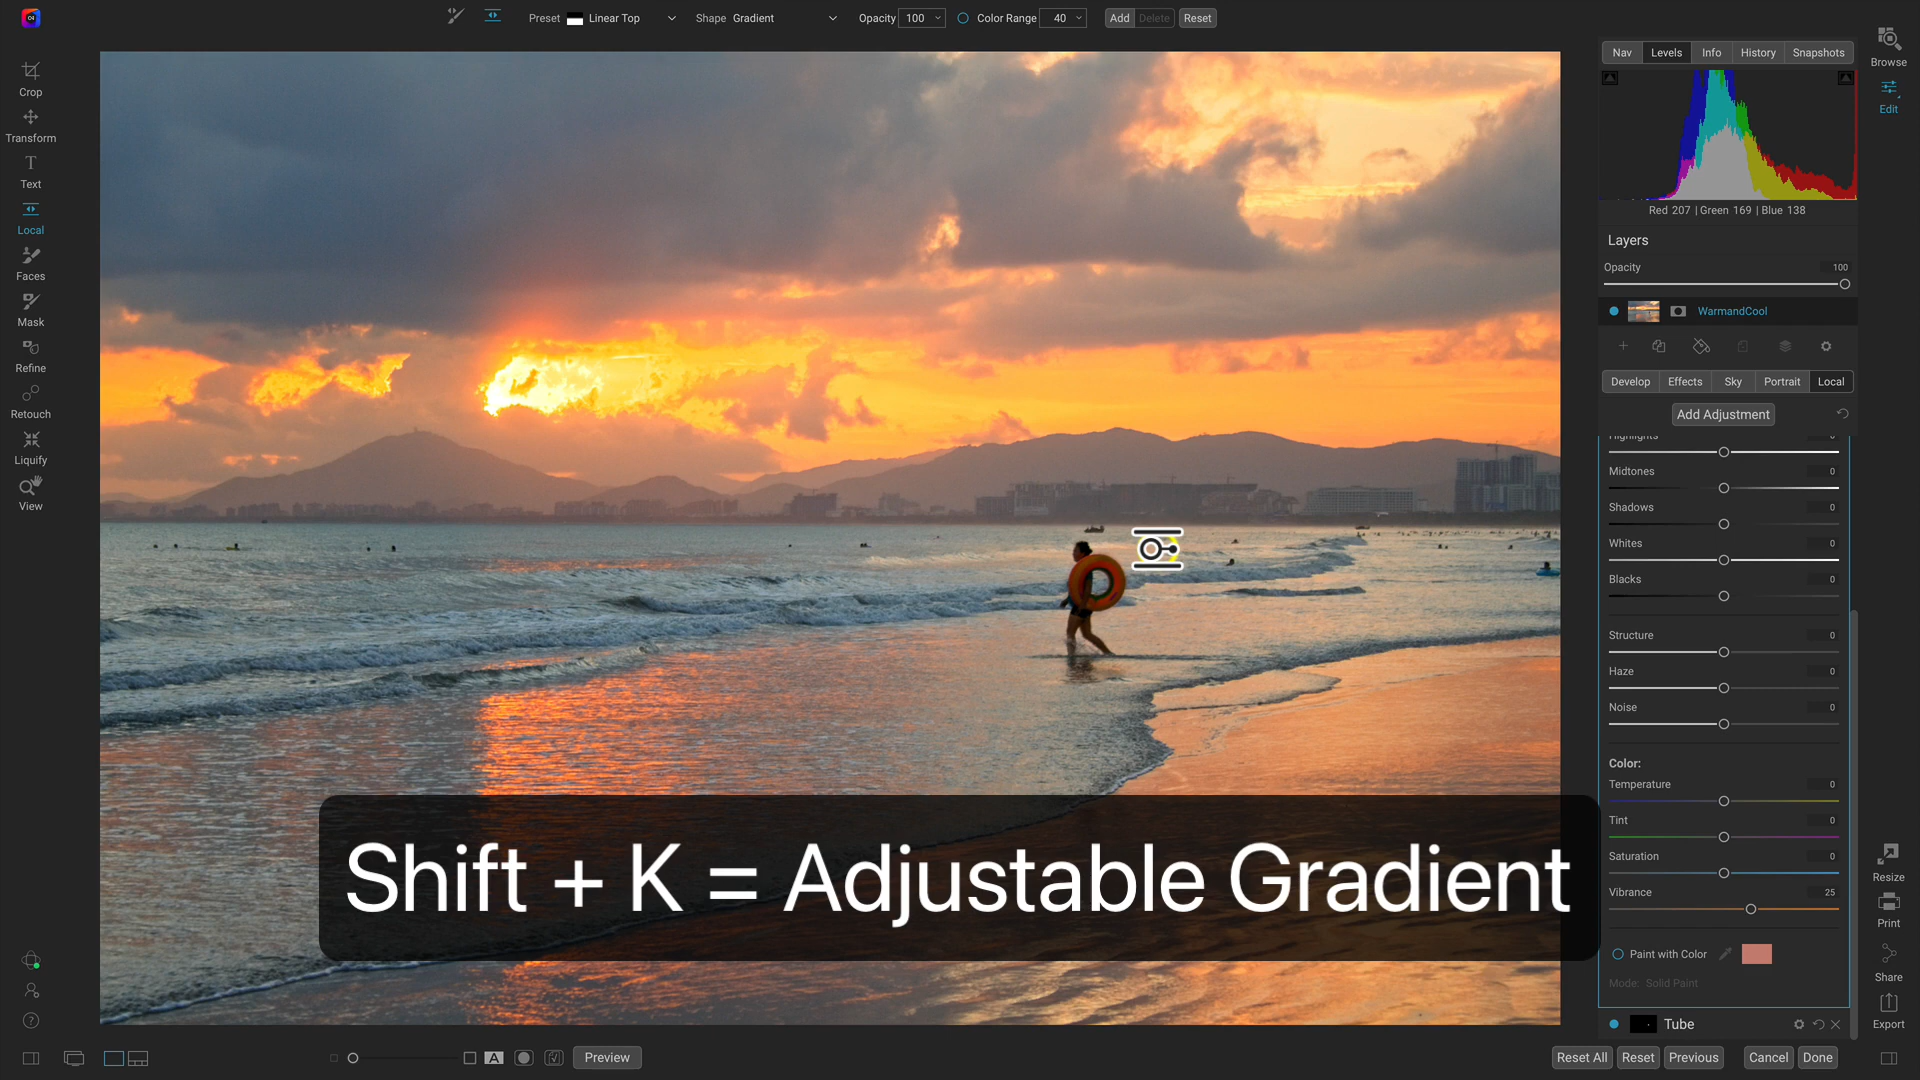 Preset Linear Top Shape Gradient Opacity 100 Color Range 40 Add Delete Reset
Crop
Transform
Text
Local
Faces
Mask
Refine
Retouch
Liquify
View
Nav Levels Info History Snapshots
Browse
Edit
Red 207 | Green 169 | Blue 138
Layers
Opacity 100
WarmandCool
Develop Effects Sky Portrait Local
Add Adjustment
Highlights 0
Midtones 0
Shadows 0
Whites 0
Blacks 0
Structure 0
Haze 0
Noise 0
Color:
Temperature 0
Tint 0
Saturation 0
Vibrance 25
Paint with Color
Mode: Solid Paint
Tube
Shift + K = Adjustable Gradient
Resize
Print
Share
Export
A Preview
Reset All Reset Previous Cancel Done